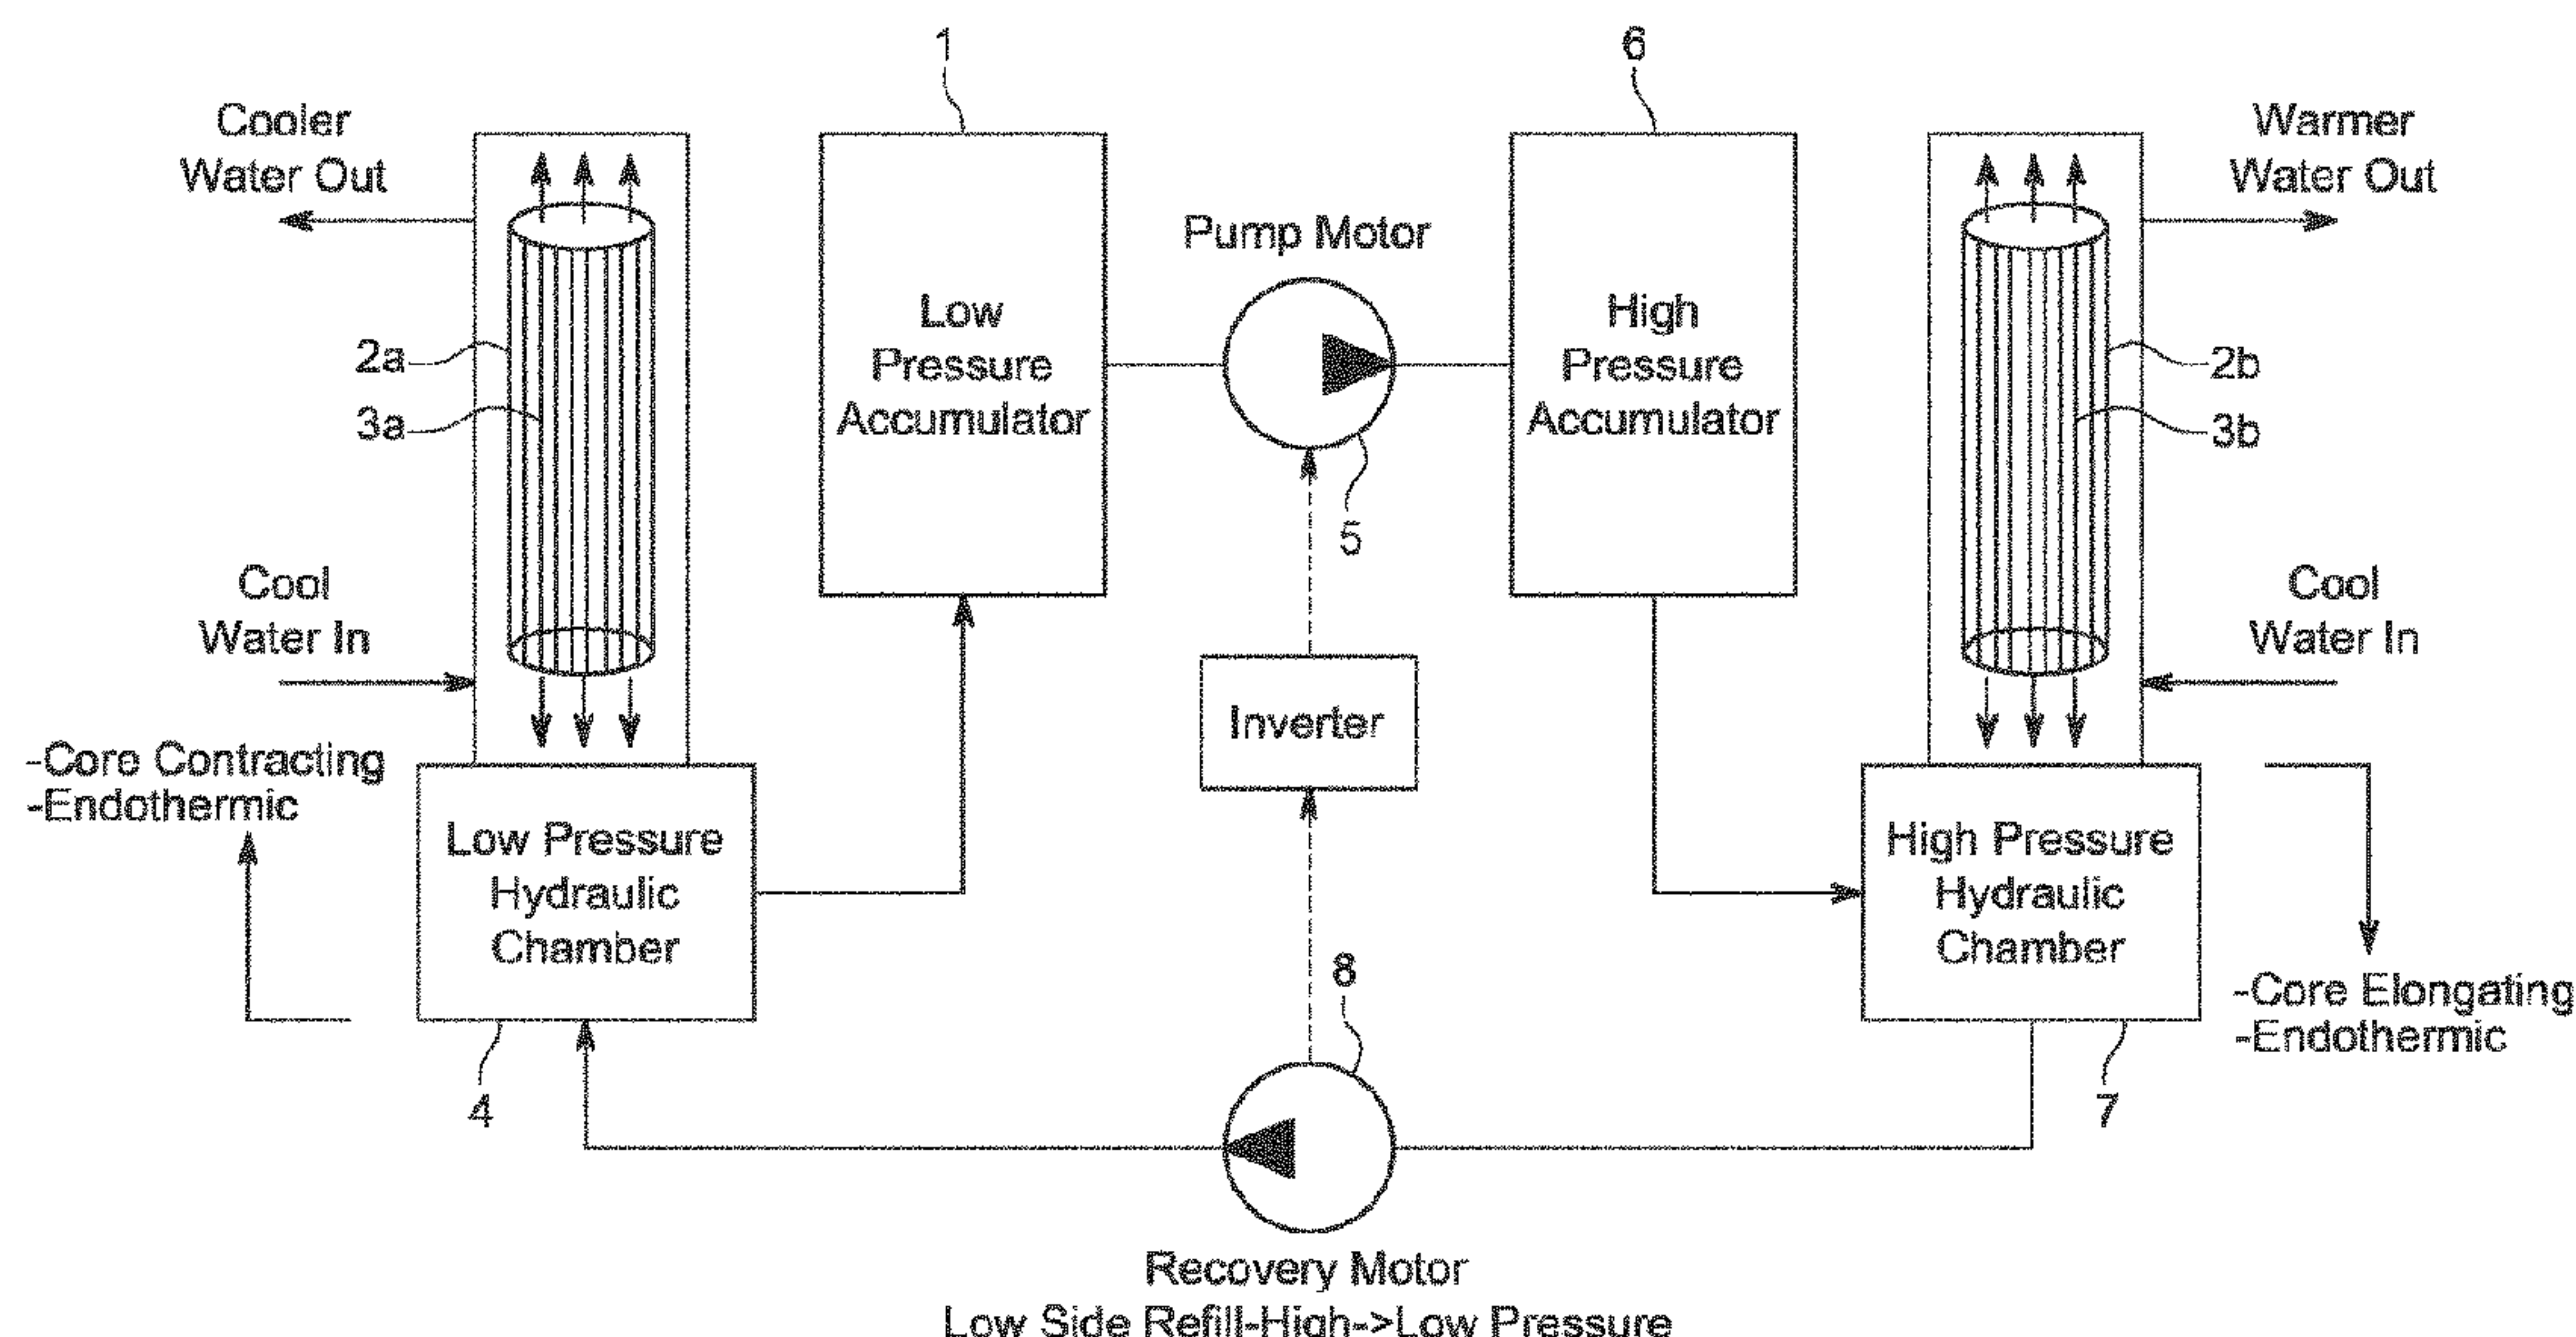 1
6
Cooler
Water Out
Warmer
Water Out
Pump Motor
Low
Pressure
Accumulator
High
Pressure
Accumulator
2a
3a
2b
3b
5
Cool
Water In
Cool
Water In
Inverter
-Core Contracting
-Endothermic
Low Pressure
Hydraulic
Chamber
High Pressure
Hydraulic
Chamber
8
-Core Elongating
-Endothermic
4
7
Recovery Motor
Low Side Refill-High->Low Pressure